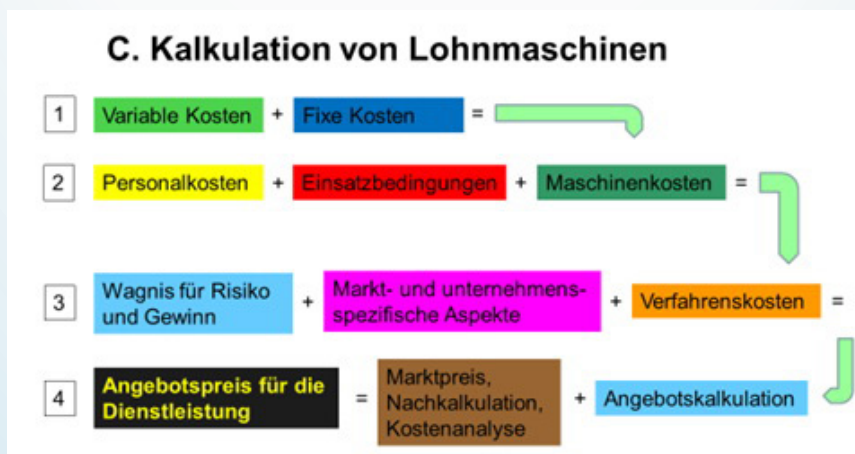 C. Kalkulation von Lohnmaschinen
1 Variable Kosten + Fixe Kosten =
2 Personalkosten + Einsatzbedingungen + Maschinenkosten =
3 Wagnis für Risiko und Gewinn + Markt- und unternehmens-spezifische Aspekte + Verfahrenskosten =
4 Angebotspreis für die Dienstleistung = Marktpreis, Nachkalkulation, Kostenanalyse + Angebotskalkulation